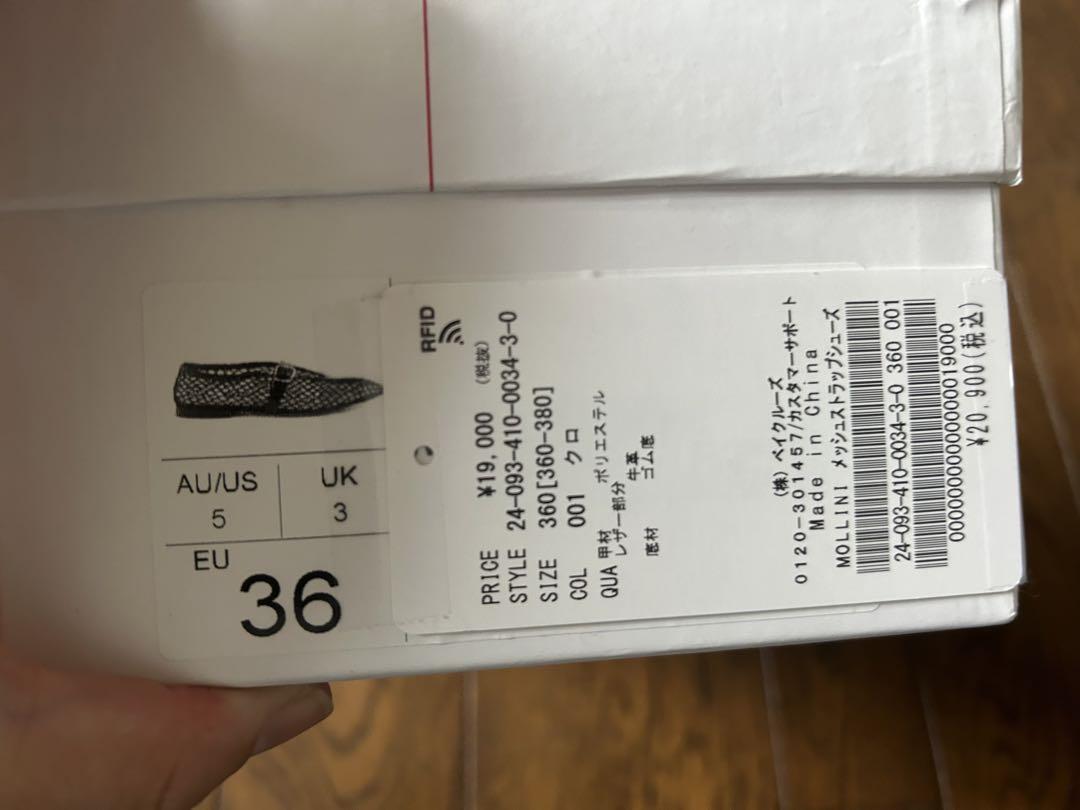 AU/US
5
UK
3
EU
36
RFID
PRICE ¥19,000 (税抜)
STYLE 24-093-410-0034-3-0
SIZE 360[360-380]
COL 001 クロ
QUA 甲材 ポリエステル
レザー部分 牛革
底材 ゴム底
(株)ベイクルーズ
0120-301457/カスタマーサポート
Made in China
MOLLINI メッシュストラップシューズ
24-093-410-0034-3-0 360 001
¥20,900(税込)